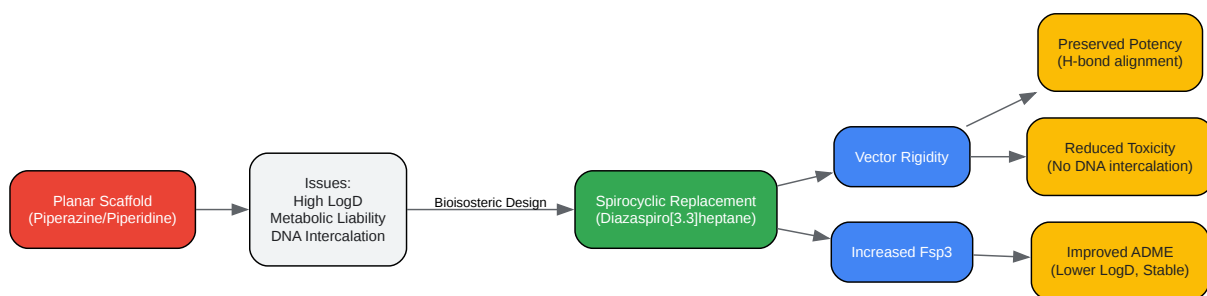 Planar Scaffold
(Piperazine/Piperidine)
Issues:
High LogD
Metabolic Liability
DNA Intercalation
Bioisosteric Design
Spirocyclic Replacement
(Diazaspiro[3.3]heptane)
Vector Rigidity
Increased Fsp3
Preserved Potency
(H-bond alignment)
Reduced Toxicity
(No DNA intercalation)
Improved ADME
(Lower LogD, Stable)